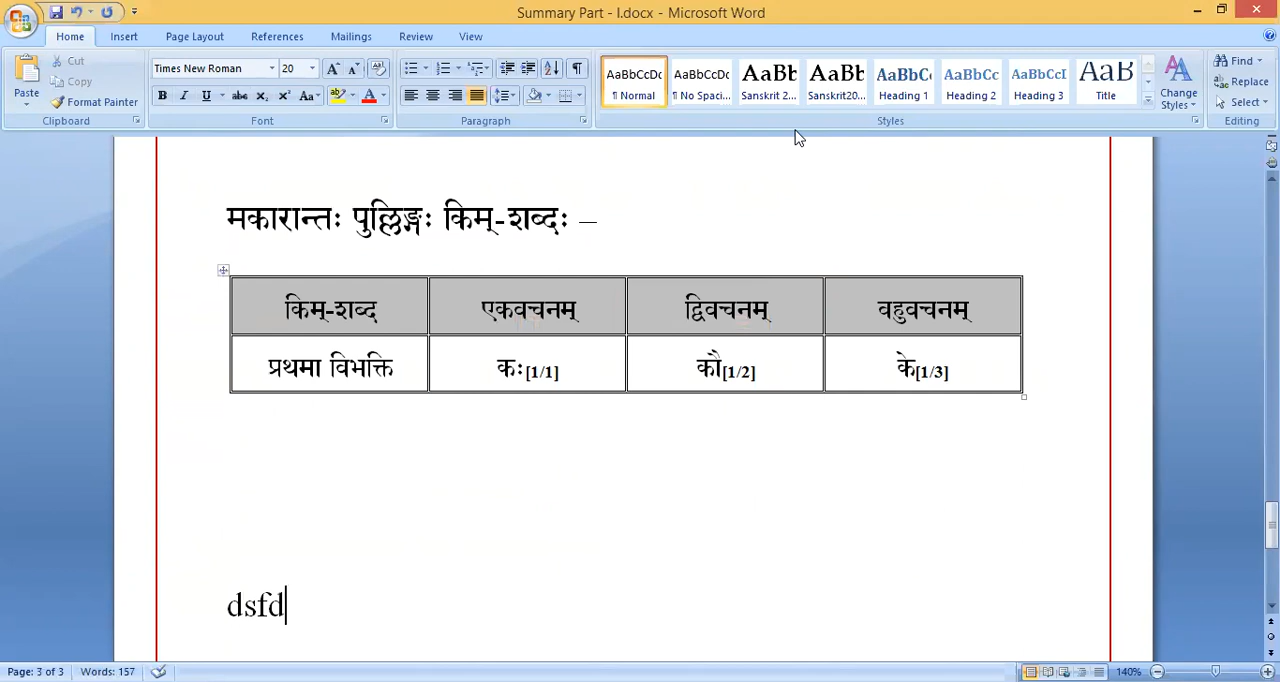 Summary Part - I.docx - Microsoft Word
Home Insert Page Layout References Mailings Review View
Paste
Cut
Copy
Format Painter
Clipboard
Times New Roman 20
B I U abc X₂ X² Aa
Font
Paragraph
AaBbCcDc AaBbCcDc AaBb AaBb AaBbC AaBbCc AaBbCcI AaB
¶ Normal ¶ No Spaci... Sanskrit 2... Sanskrit20... Heading 1 Heading 2 Heading 3 Title
Change
Styles
Styles
Find
Replace
Select
Editing
मकारान्तः पुल्लिङ्गः किम्-शब्दः –
किम्-शब्द एकवचनम् द्विवचनम् वहुवचनम्
प्रथमा विभक्ति कः[1/1] कौ[1/2] के[1/3]
dsfd
Page: 3 of 3 Words: 157 140%